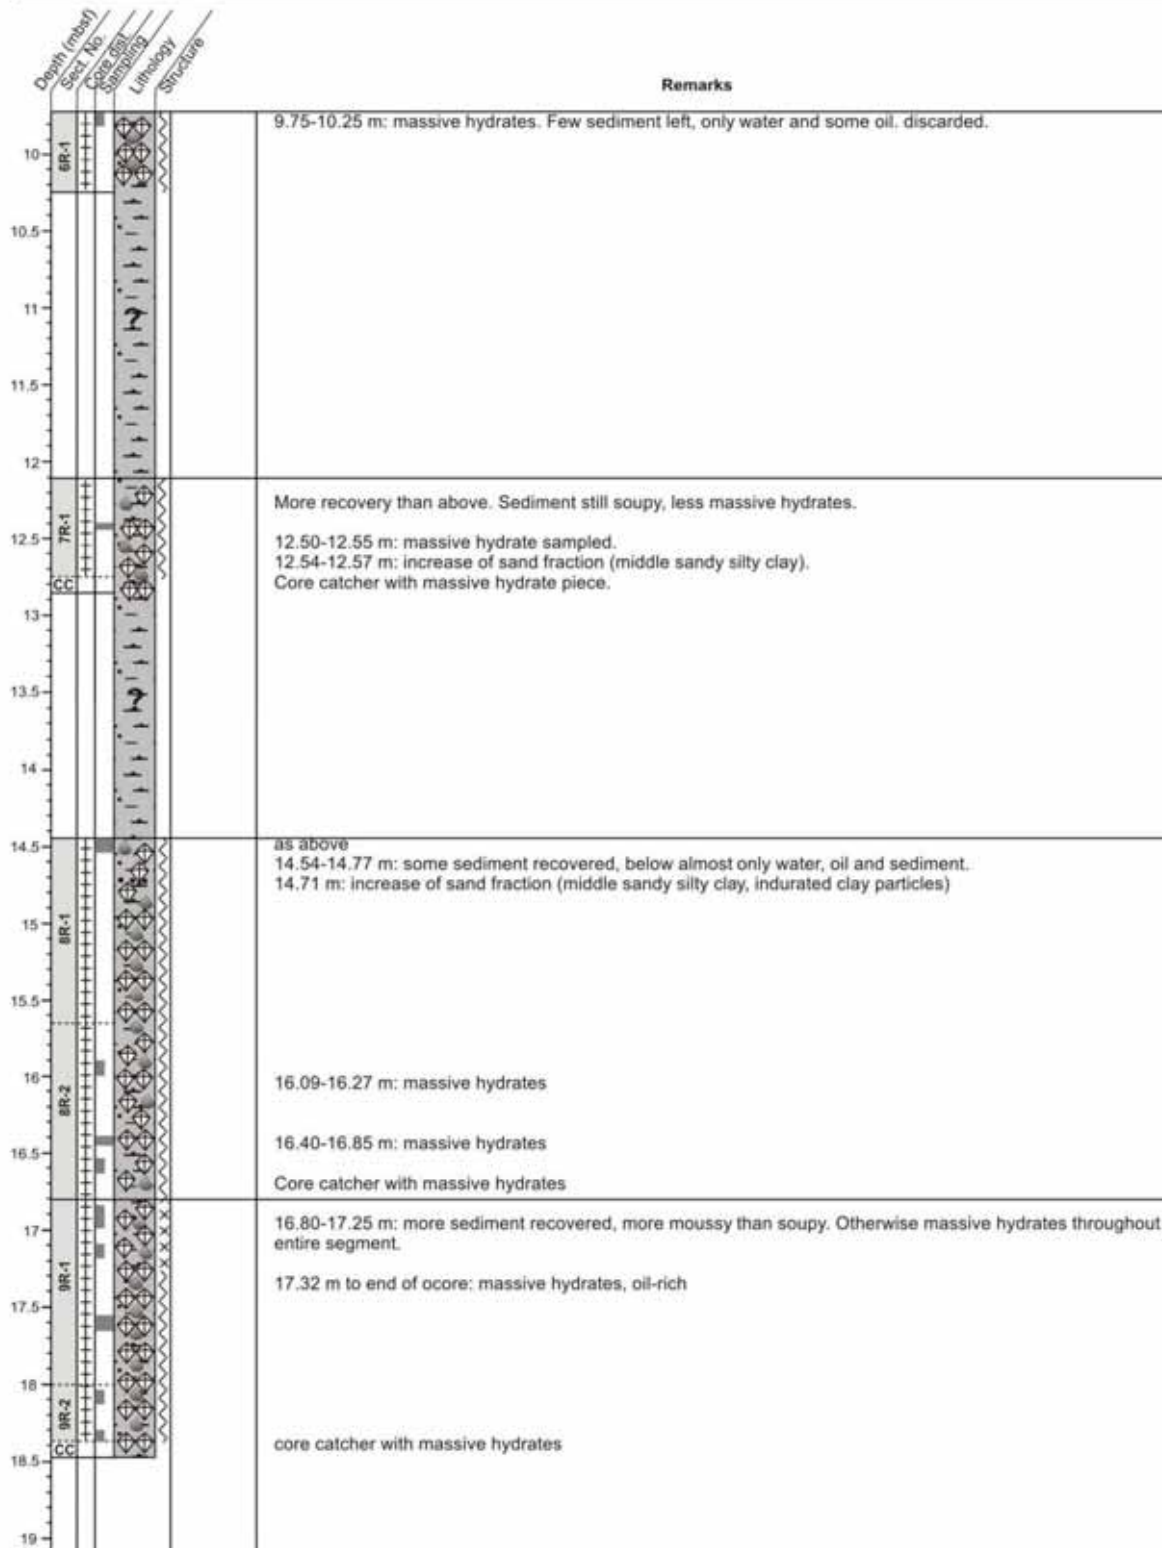 Depth (mbsf)
Sect. No.
Core dist.
Sampling
Lithology
Structure
Remarks
9.75-10.25 m: massive hydrates. Few sediment left, only water and some oil. discarded.
10
6R-1
10.5
11
?
11.5
12
7R-1
More recovery than above. Sediment still soupy, less massive hydrates.
12.5
12.50-12.55 m: massive hydrate sampled.
12.54-12.57 m: increase of sand fraction (middle sandy silty clay).
CC
Core catcher with massive hydrate piece.
13
13.5
?
14
14.5
as above
14.54-14.77 m: some sediment recovered, below almost only water, oil and sediment.
14.71 m: increase of sand fraction (middle sandy silty clay, indurated clay particles)
15
8R-1
15.5
16
16.09-16.27 m: massive hydrates
8R-2
16.40-16.85 m: massive hydrates
16.5
Core catcher with massive hydrates
17
16.80-17.25 m: more sediment recovered, more moussy than soupy. Otherwise massive hydrates throughout
entire segment.
9R-1
17.32 m to end of ocore: massive hydrates, oil-rich
17.5
18
9R-2
CC
core catcher with massive hydrates
18.5
19